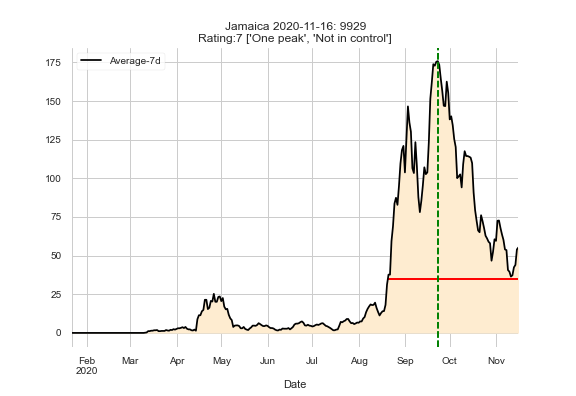 Jamaica 2020-11-16: 9929
Rating:7 ['One peak', 'Not in control']
Average-7d
175
150
125
100
75
50
25
0
Feb Mar Apr May Jun Jul Aug Sep Oct Nov
2020
Date